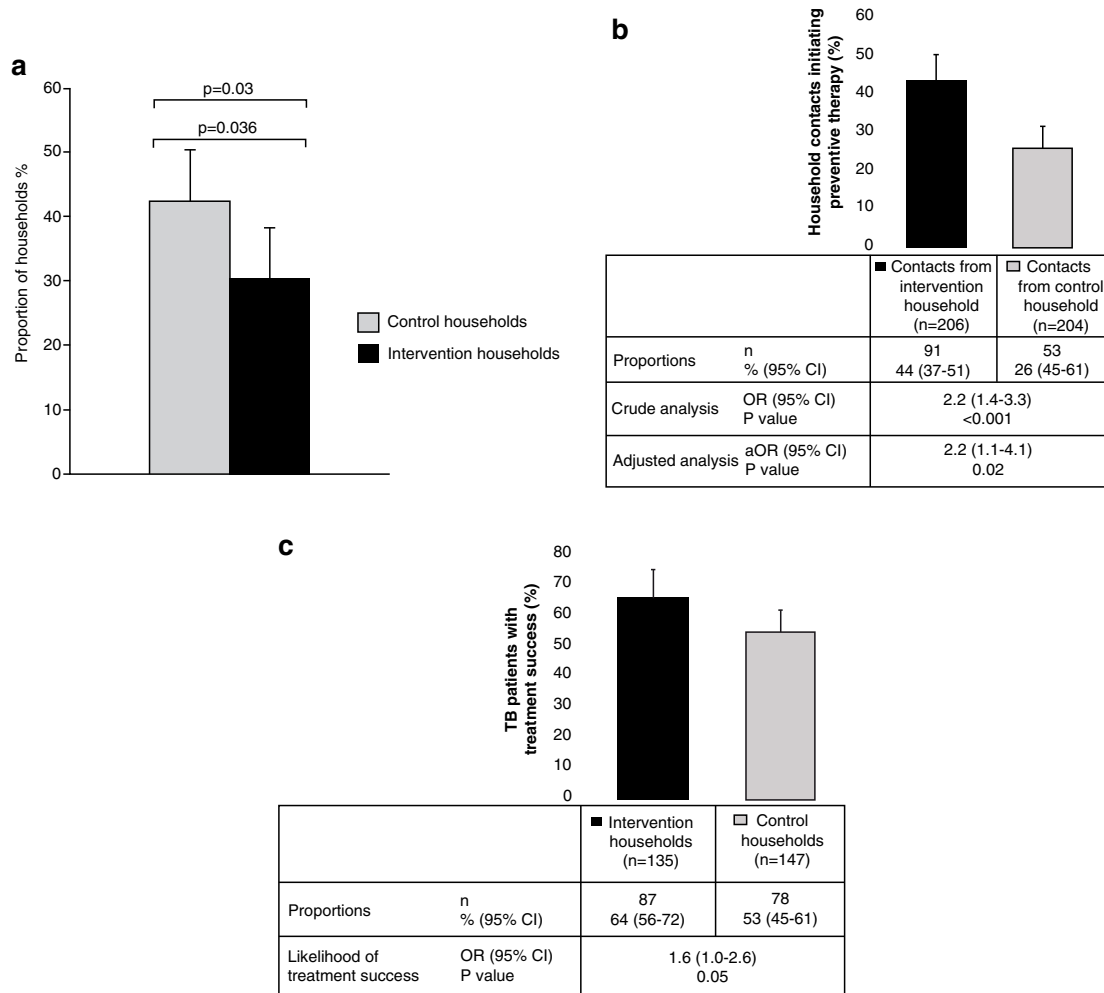 a
60
50
40
30
20
10
0
Proportion of households %
p=0.03
p=0.036
Control households
Intervention households
b
60
50
40
30
20
10
0
Household contacts initiating
preventive therapy (%)
Contacts from
intervention
household
(n=206)
Contacts
from control
household
(n=204)
Proportions n 91 53
% (95% CI) 44 (37-51) 26 (45-61)
Crude analysis OR (95% CI) 2.2 (1.4-3.3)
P value <0.001
Adjusted analysis aOR (95% CI) 2.2 (1.1-4.1)
P value 0.02
c
80
70
60
50
40
30
20
10
0
TB patients with
treatment success (%)
Intervention
households
(n=135)
Control
households
(n=147)
Proportions n 87 78
% (95% CI) 64 (56-72) 53 (45-61)
Likelihood of OR (95% CI) 1.6 (1.0-2.6)
treatment success P value 0.05